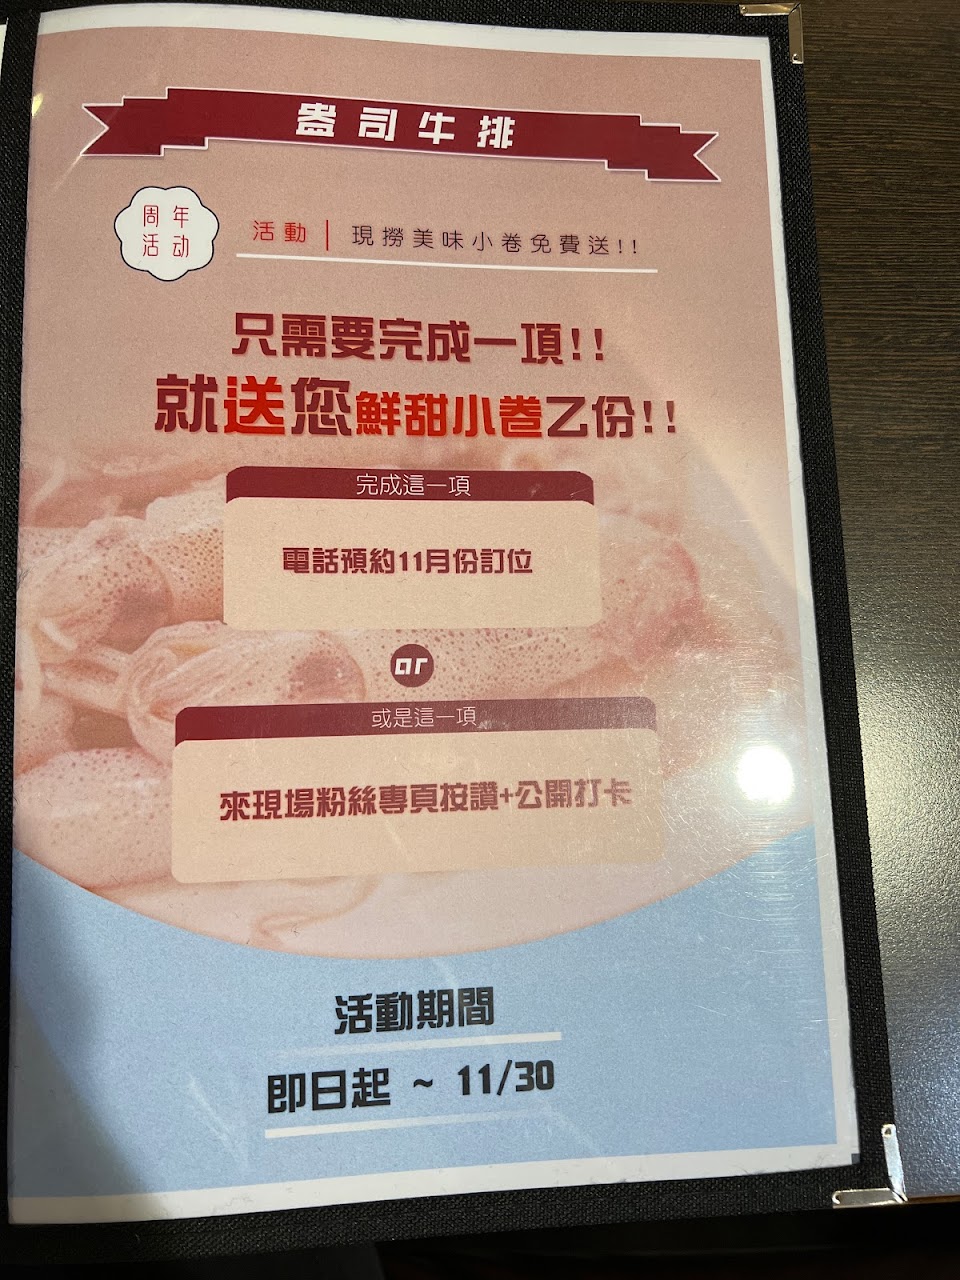 盎司牛排
周年
活动
活動｜現撈美味小卷免費送!!
只需要完成一項!!
就送您鮮甜小卷乙份!!
完成這一項
電話預約11月份訂位
or
或是這一項
來現場粉絲專頁按讚+公開打卡
活動期間
即日起 ~ 11/30